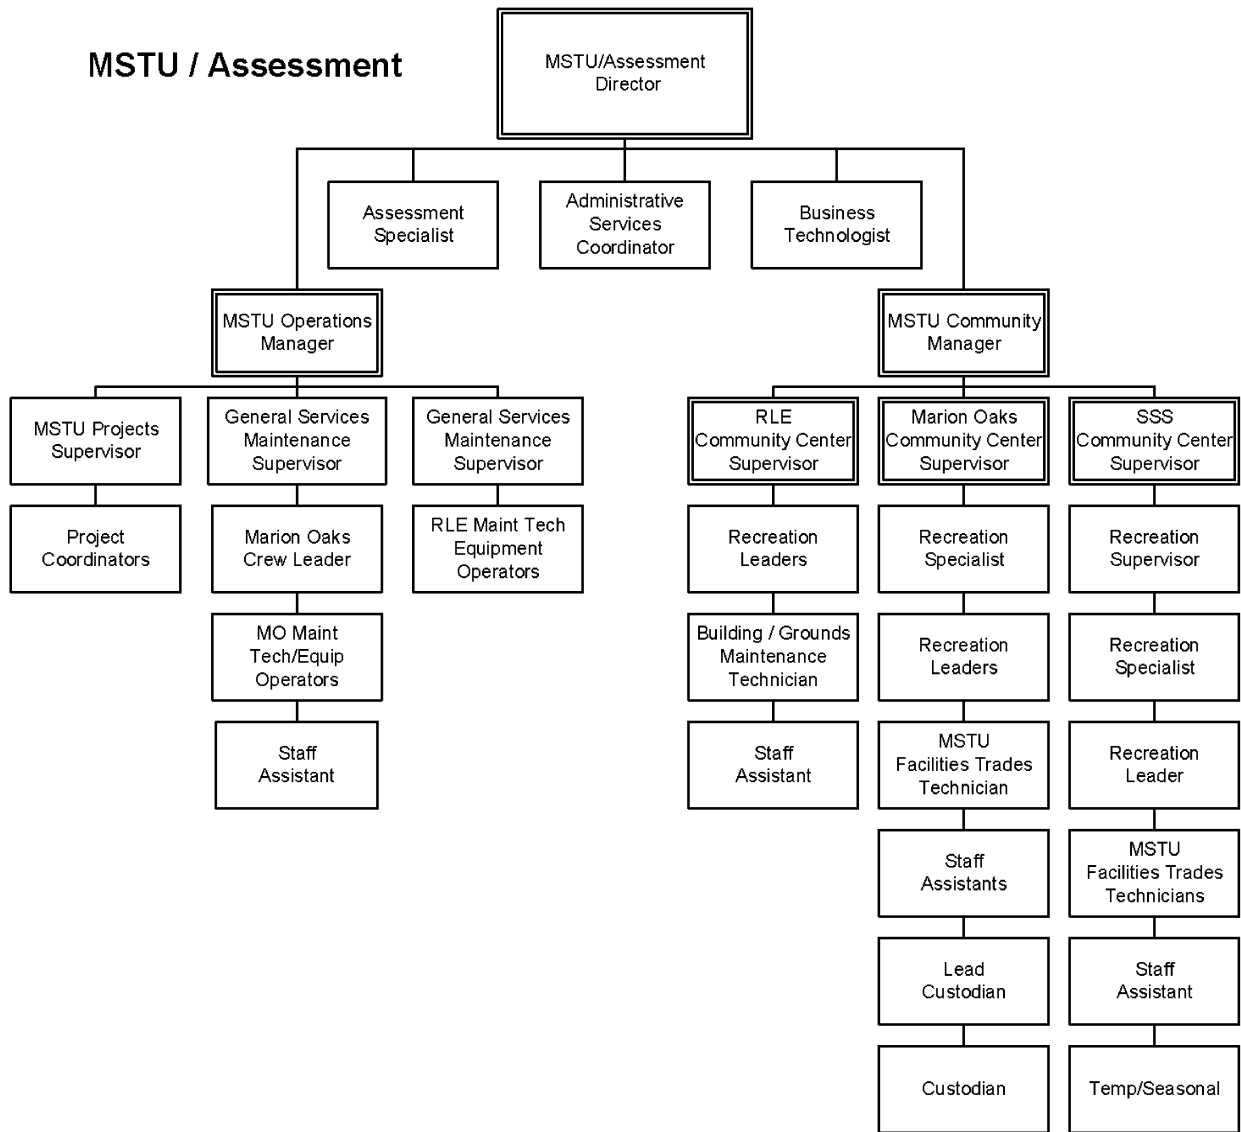 MSTU / Assessment
MSTU/Assessment
Director
Assessment
Specialist
Administrative
Services
Coordinator
Business
Technologist
MSTU Operations
Manager
MSTU Community
Manager
MSTU Projects
Supervisor
General Services
Maintenance
Supervisor
General Services
Maintenance
Supervisor
RLE
Community Center
Supervisor
Marion Oaks
Community Center
Supervisor
SSS
Community Center
Supervisor
Project
Coordinators
Marion Oaks
Crew Leader
RLE Maint Tech
Equipment
Operators
Recreation
Leaders
Recreation
Specialist
Recreation
Supervisor
MO Maint
Tech/Equip
Operators
Building / Grounds
Maintenance
Technician
Recreation
Leaders
Recreation
Specialist
Staff
Assistant
Staff
Assistant
MSTU
Facilities Trades
Technician
Recreation
Leader
Staff
Assistants
MSTU
Facilities Trades
Technicians
Lead
Custodian
Staff
Assistant
Custodian
Temp/Seasonal